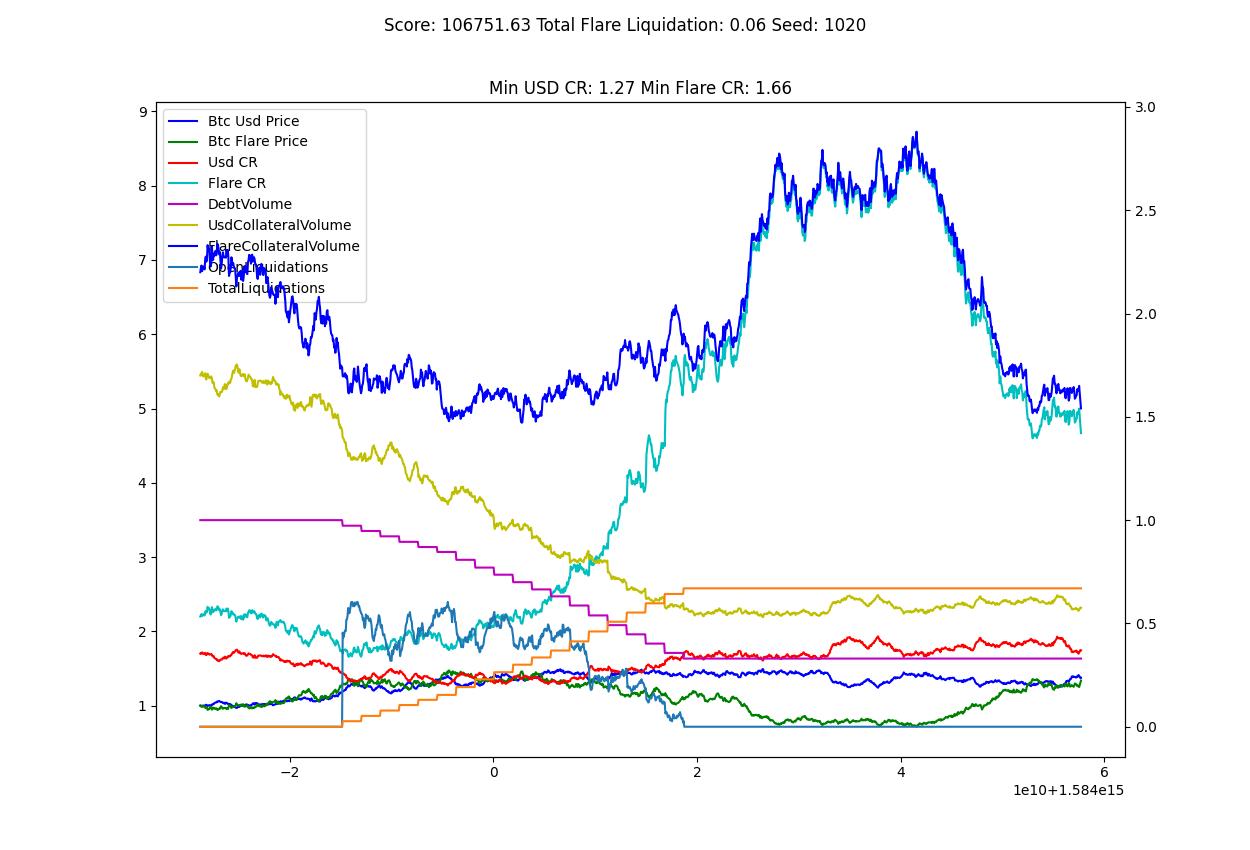 Score: 106751.63 Total Flare Liquidation: 0.06 Seed: 1020
Min USD CR: 1.27 Min Flare CR: 1.66
Btc Usd Price
Btc Flare Price
Usd CR
Flare CR
DebtVolume
UsdCollateralVolume
FlareCollateralVolume
OpenLiquidations
TotalLiquidations
9
8
7
6
5
4
3
2
1
3.0
2.5
2.0
1.5
1.0
0.5
0.0
−2
0
2
4
6
1e10+1.584e15